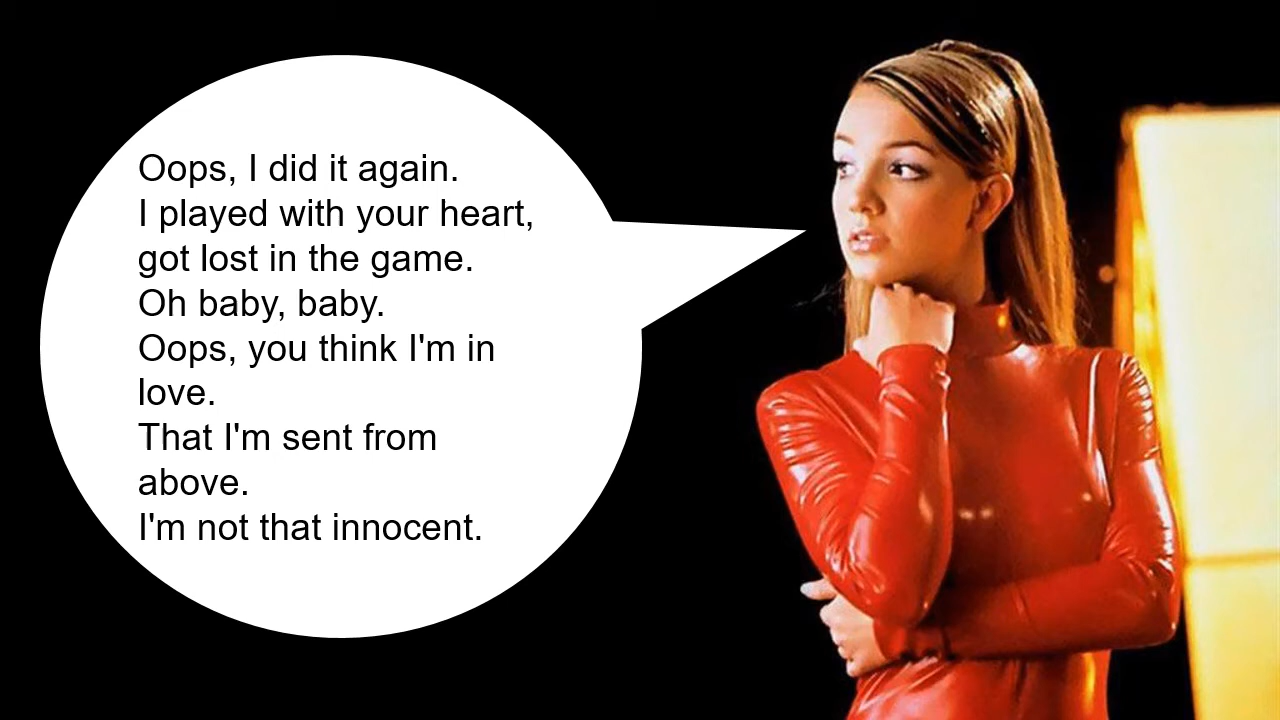 Oops, I did it again.
I played with your heart,
got lost in the game.
Oh baby, baby.
Oops, you think I'm in
love.
That I'm sent from
above.
I'm not that innocent.